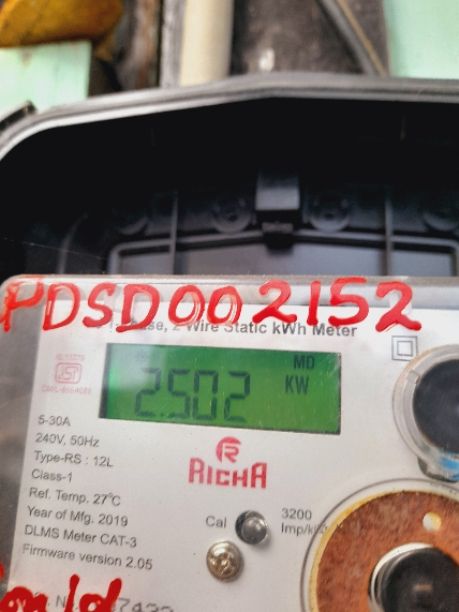 PDSD002152
Phase, 2 Wire Static kWh Meter
MD
2.502 KW
ISI
5-30A
240V, 50Hz
Type-RS : 12L
Class-1
Ref. Temp. 27°C
Year of Mfg. 2019
DLMS Meter CAT-3
Firmware version 2.05
RICHA
Cal
3200
Imp/k